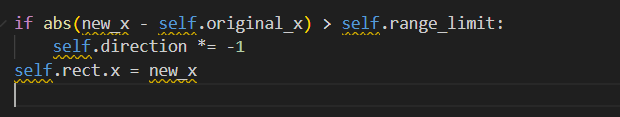 if abs(new_x - self.original_x) > self.range_limit:
    self.direction *= -1
self.rect.x = new_x